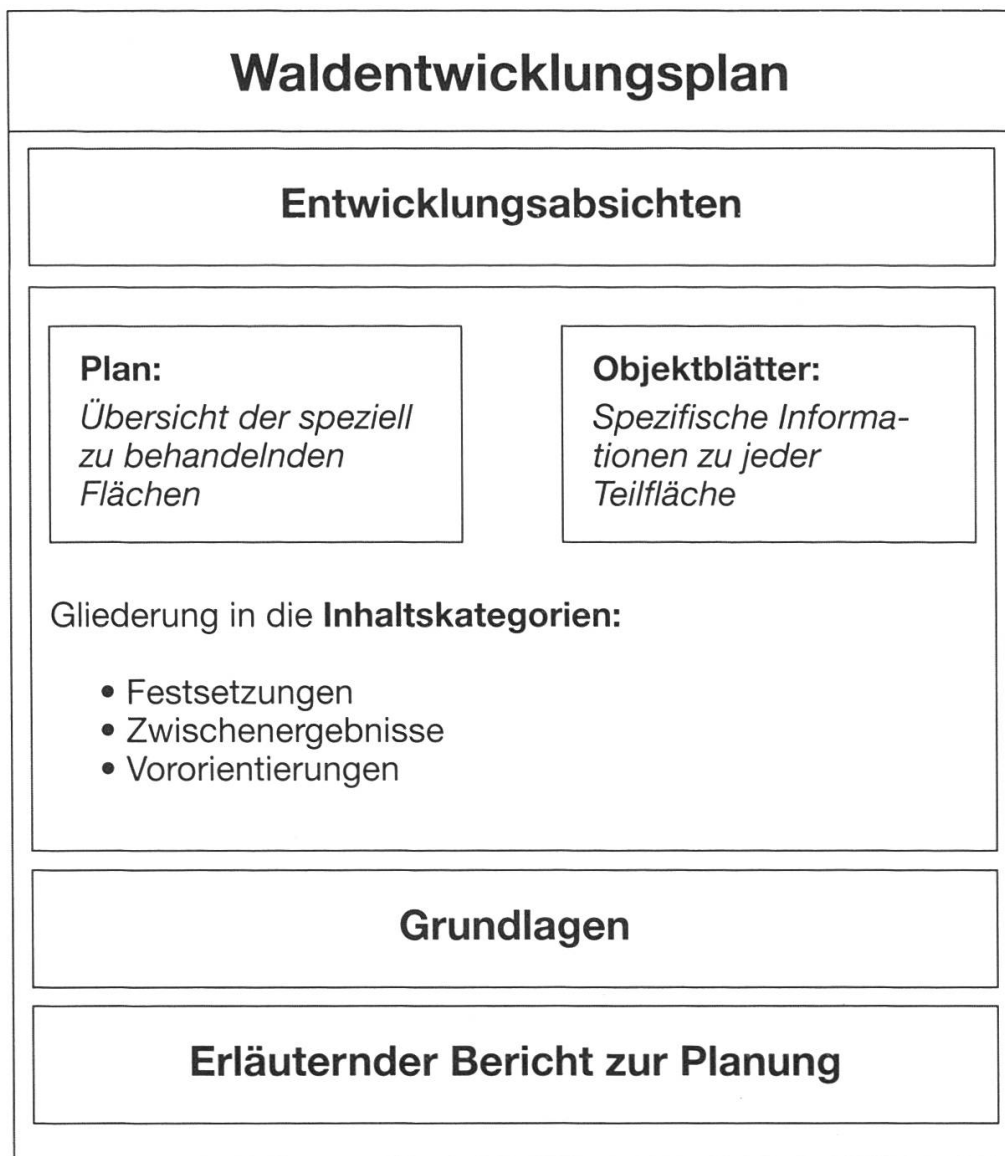 Waldentwicklungsplan
Entwicklungsabsichten
Plan:
Übersicht der speziell
zu behandelnden
Flächen
Objektblätter:
Spezifische Informa-
tionen zu jeder
Teilfläche
Gliederung in die Inhaltskategorien:
• Festsetzungen
• Zwischenergebnisse
• Vororientierungen
Grundlagen
Erläuternder Bericht zur Planung